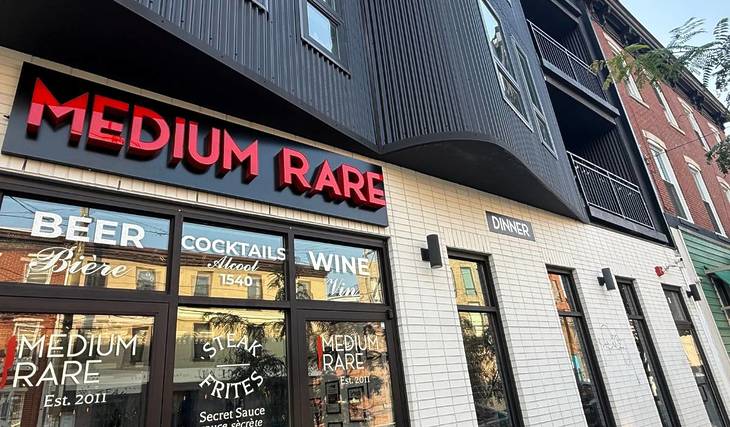 MEDIUM RARE
DINNER
BEER
Bière
COCKTAILS
Alcool
1540
WINE
Vin
MEDIUM
RARE
Est. 2011
STEAK
FRITES
Secret Sauce
sauce secrète
MEDIUM
RARE
Est. 2011